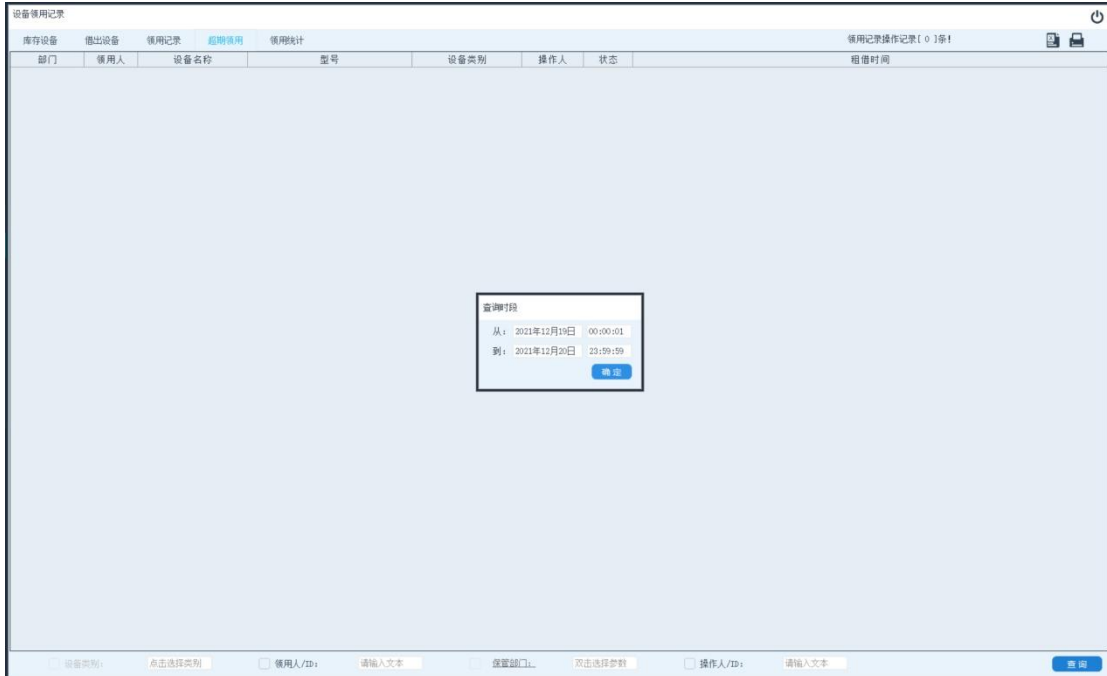 设备领用记录
库存设备 借出设备 领用记录 超期领用 领用统计 领用记录操作记录[ 0 ]条!
部门 领用人 设备名称 型号 设备类别 操作人 状态 租借时间
查询时段
从: 2021年12月19日 00:00:01
到: 2021年12月20日 23:59:59
确定
设备类别: 点击选择类别 领用人/ID: 请输入文本 保管部门: 双击选择参数 操作人/ID: 请输入文本 查询